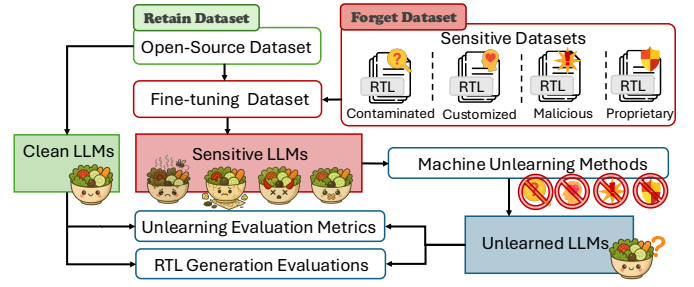 Retain Dataset
Forget Dataset
Open-Source Dataset
Sensitive Datasets
?
RTL
RTL
RTL
RTL
Contaminated
Customized
Malicious
Proprietary
Fine-tuning Dataset
Clean LLMs
Sensitive LLMs
Machine Unlearning Methods
Unlearning Evaluation Metrics
RTL Generation Evaluations
Unlearned LLMs
?